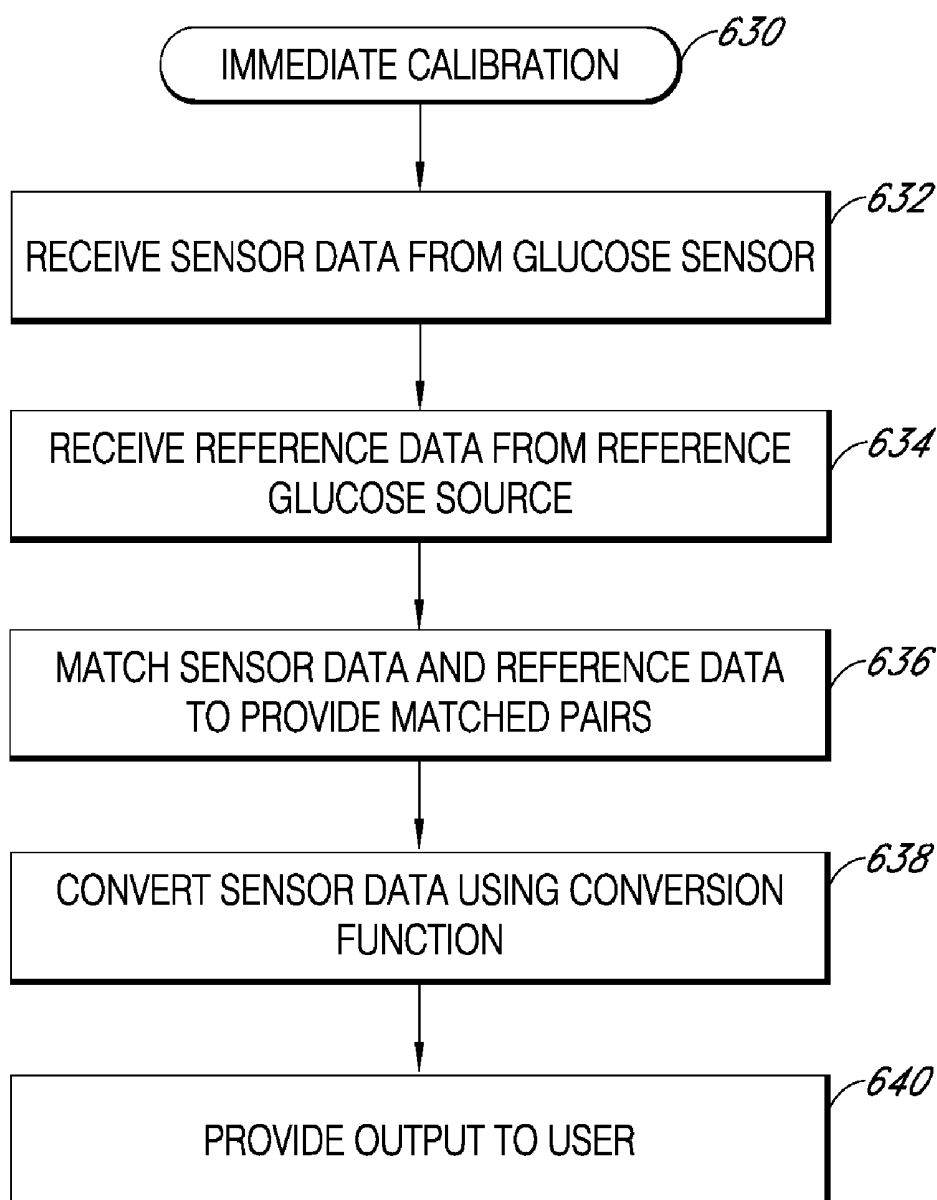 IMMEDIATE CALIBRATION
630
RECEIVE SENSOR DATA FROM GLUCOSE SENSOR
632
RECEIVE REFERENCE DATA FROM REFERENCE
GLUCOSE SOURCE
634
MATCH SENSOR DATA AND REFERENCE DATA
TO PROVIDE MATCHED PAIRS
636
CONVERT SENSOR DATA USING CONVERSION
FUNCTION
638
PROVIDE OUTPUT TO USER
640